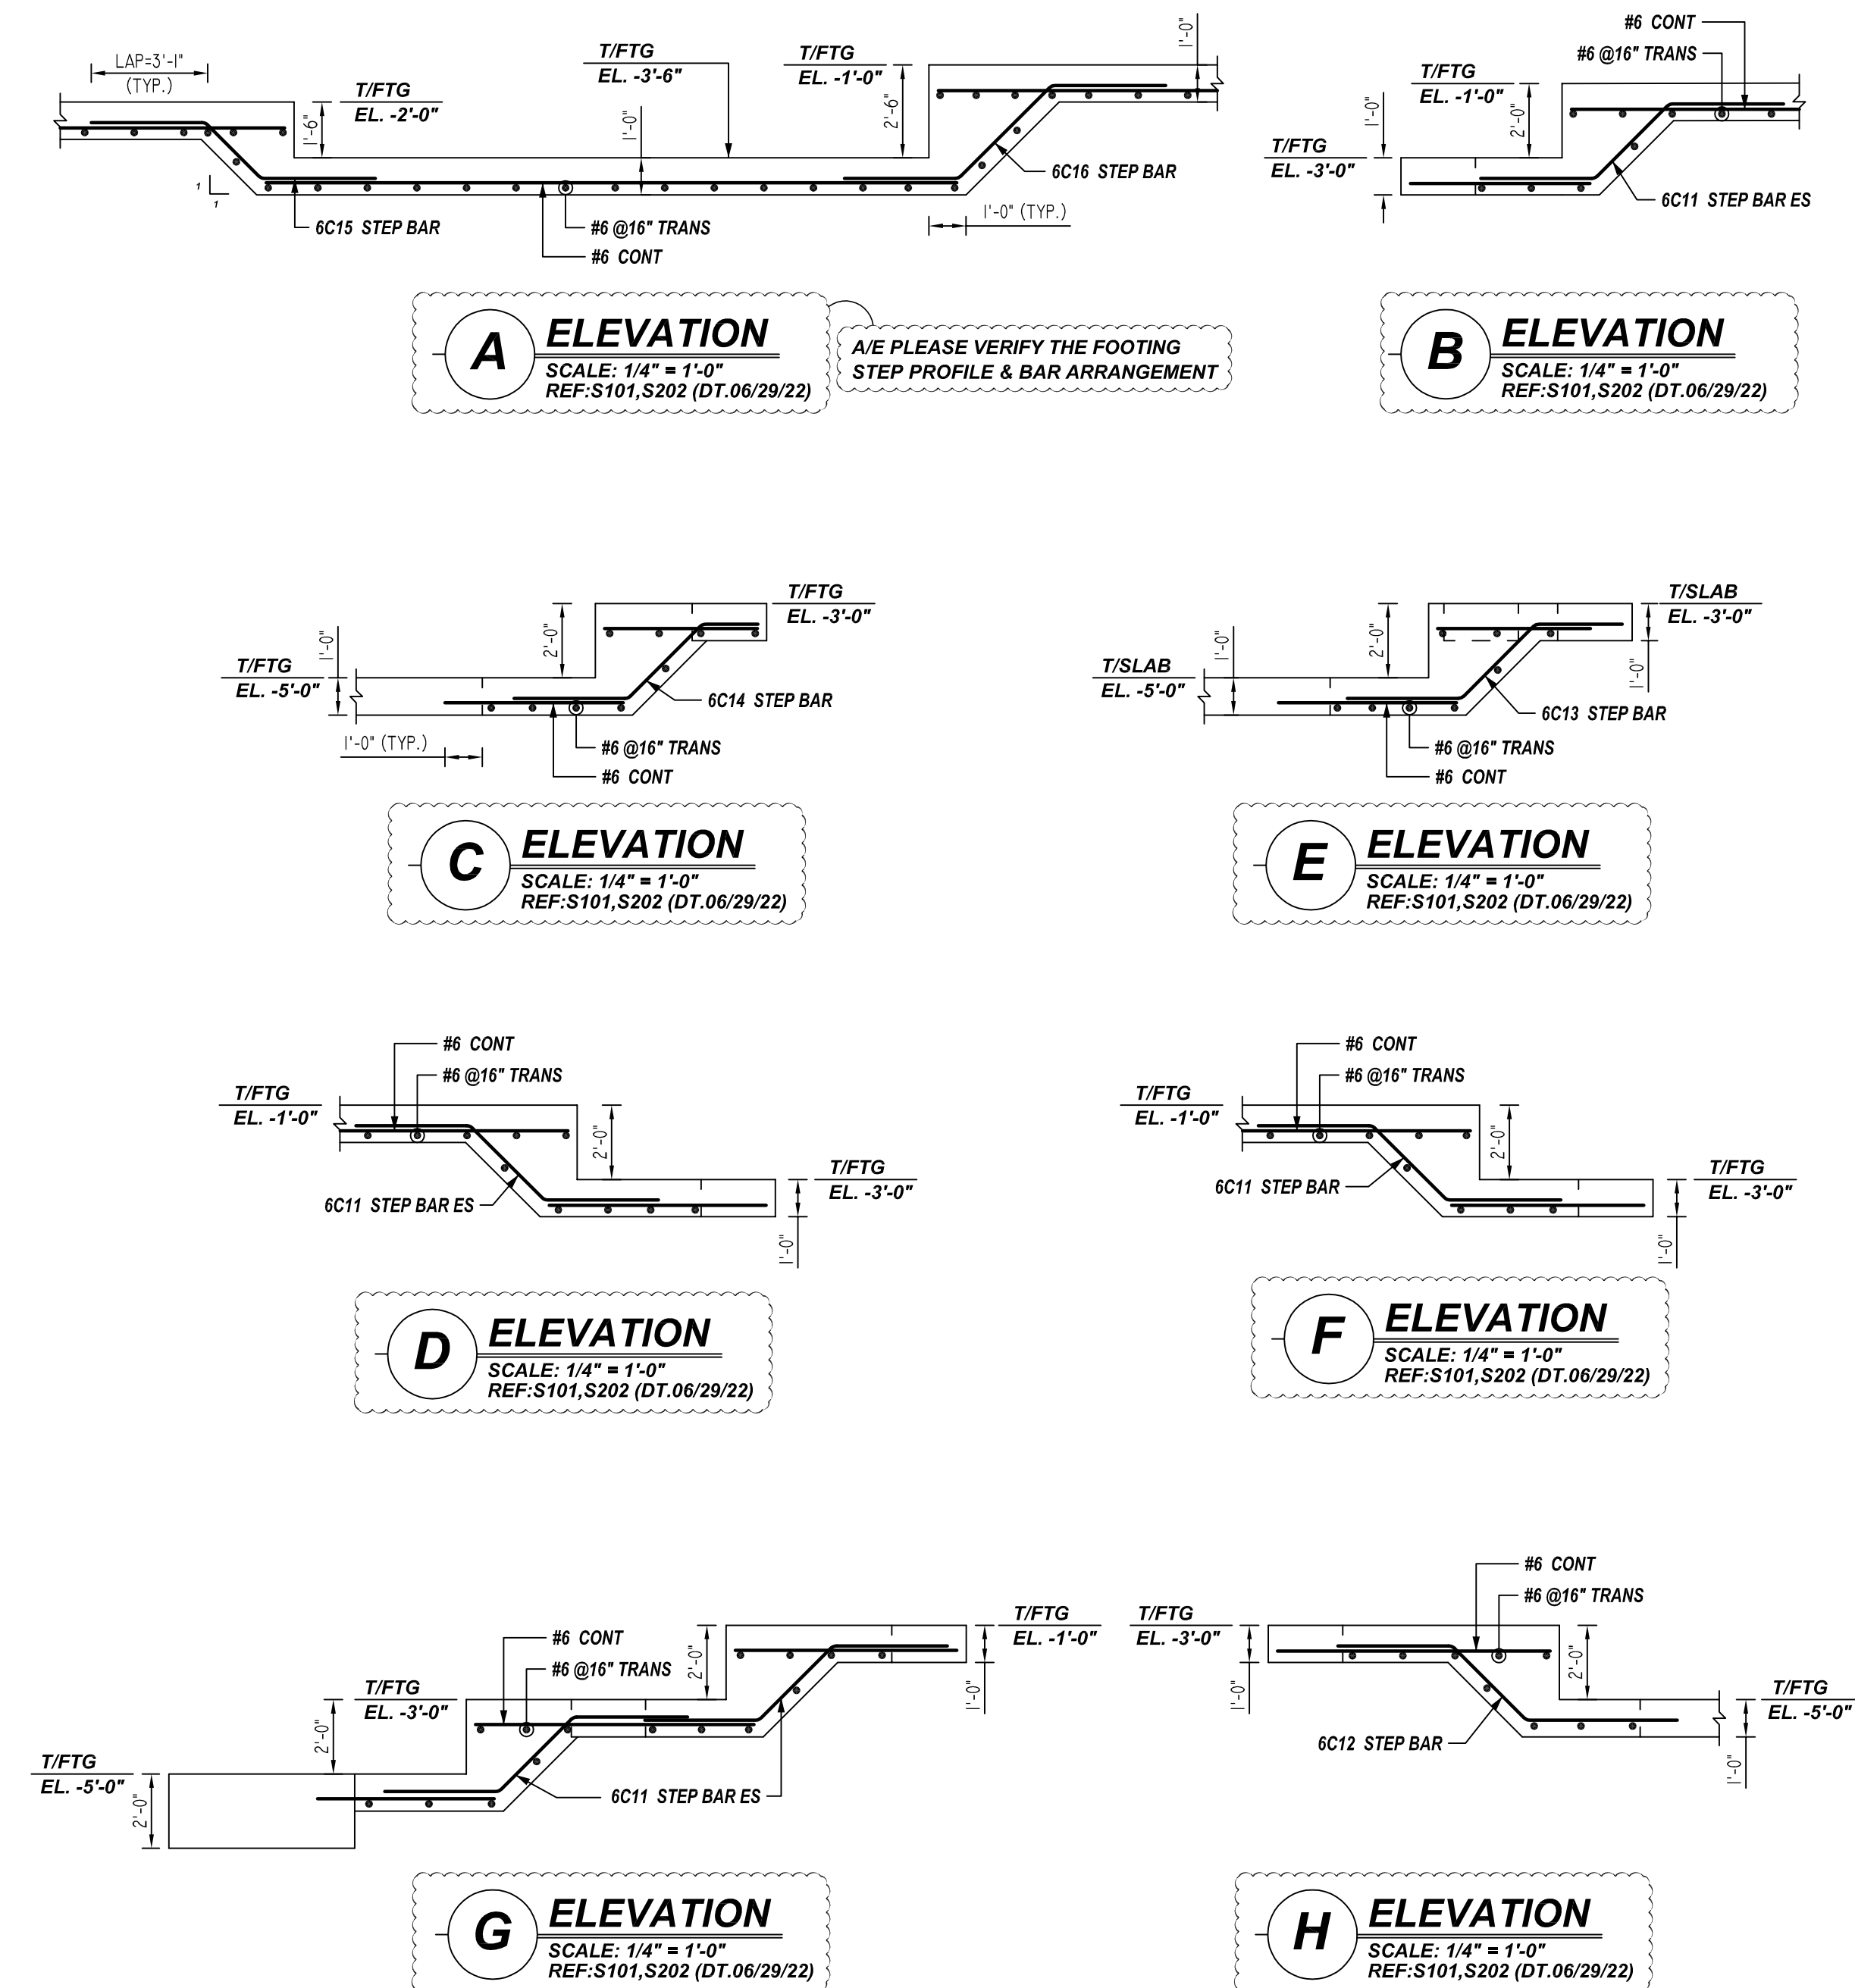 LAP=3'-1"
(TYP.)
T/FTG
EL. -2'-0"
1'-6"
T/FTG
EL. -3'-6"
1'-0"
T/FTG
EL. -1'-0"
2'-6"
1'-0"
6C16 STEP BAR
1'-0" (TYP.)
1
1
6C15 STEP BAR
#6 @16" TRANS
#6 CONT
A
ELEVATION
SCALE: 1/4" = 1'-0"
REF:S101,S202 (DT.06/29/22)
A/E PLEASE VERIFY THE FOOTING
STEP PROFILE & BAR ARRANGEMENT
#6 CONT
#6 @16" TRANS
T/FTG
EL. -1'-0"
2'-0"
1'-0"
T/FTG
EL. -3'-0"
6C11 STEP BAR ES
B
ELEVATION
SCALE: 1/4" = 1'-0"
REF:S101,S202 (DT.06/29/22)
T/FTG
EL. -3'-0"
2'-0"
1'-0"
T/FTG
EL. -5'-0"
6C14 STEP BAR
1'-0" (TYP.)
#6 @16" TRANS
#6 CONT
C
ELEVATION
SCALE: 1/4" = 1'-0"
REF:S101,S202 (DT.06/29/22)
T/SLAB
EL. -3'-0"
2'-0"
1'-0"
1'-0"
T/SLAB
EL. -5'-0"
6C13 STEP BAR
#6 @16" TRANS
#6 CONT
E
ELEVATION
SCALE: 1/4" = 1'-0"
REF:S101,S202 (DT.06/29/22)
#6 CONT
#6 @16" TRANS
T/FTG
EL. -1'-0"
2'-0"
T/FTG
EL. -3'-0"
6C11 STEP BAR ES
1'-0"
D
ELEVATION
SCALE: 1/4" = 1'-0"
REF:S101,S202 (DT.06/29/22)
#6 CONT
#6 @16" TRANS
T/FTG
EL. -1'-0"
2'-0"
T/FTG
EL. -3'-0"
6C11 STEP BAR
1'-0"
F
ELEVATION
SCALE: 1/4" = 1'-0"
REF:S101,S202 (DT.06/29/22)
T/FTG
EL. -1'-0"
#6 CONT
#6 @16" TRANS
2'-0"
1'-0"
T/FTG
EL. -3'-0"
2'-0"
T/FTG
EL. -5'-0"
2'-0"
6C11 STEP BAR ES
G
ELEVATION
SCALE: 1/4" = 1'-0"
REF:S101,S202 (DT.06/29/22)
#6 CONT
#6 @16" TRANS
T/FTG
EL. -3'-0"
1'-0"
2'-0"
T/FTG
EL. -5'-0"
6C12 STEP BAR
1'-0"
H
ELEVATION
SCALE: 1/4" = 1'-0"
REF:S101,S202 (DT.06/29/22)